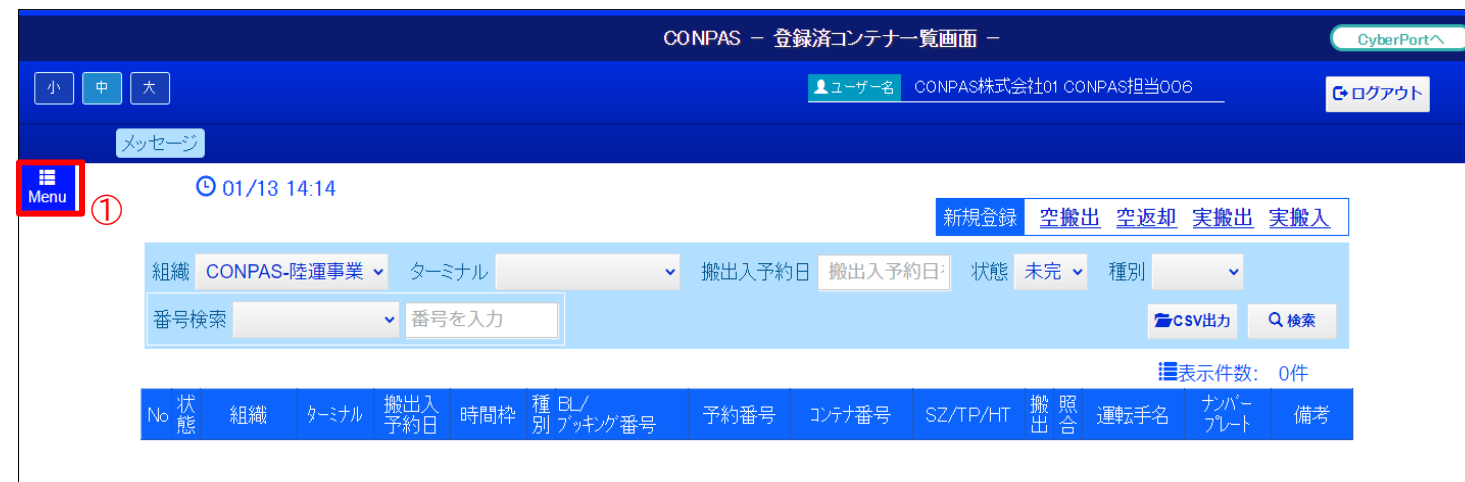 CONPAS － 登録済コンテナ一覧画面 －
CyberPortへ
小 中 大
ユーザー名 CONPAS株式会社01 CONPAS担当006
ログアウト
メッセージ
Menu
①
01/13 14:14
新規登録 空搬出 空返却 実搬出 実搬入
組織 CONPAS-陸運事業 ターミナル 搬出入予約日 搬出入予約日 状態 未完 種別
番号検索 番号を入力 CSV出力 検索
表示件数: 0件
No 状態 組織 ターミナル 搬出入予約日 時間枠 種別 BL/ブッキング番号 予約番号 コンテナ番号 SZ/TP/HT 搬出 照合 運転手名 ナンバープレート 備考